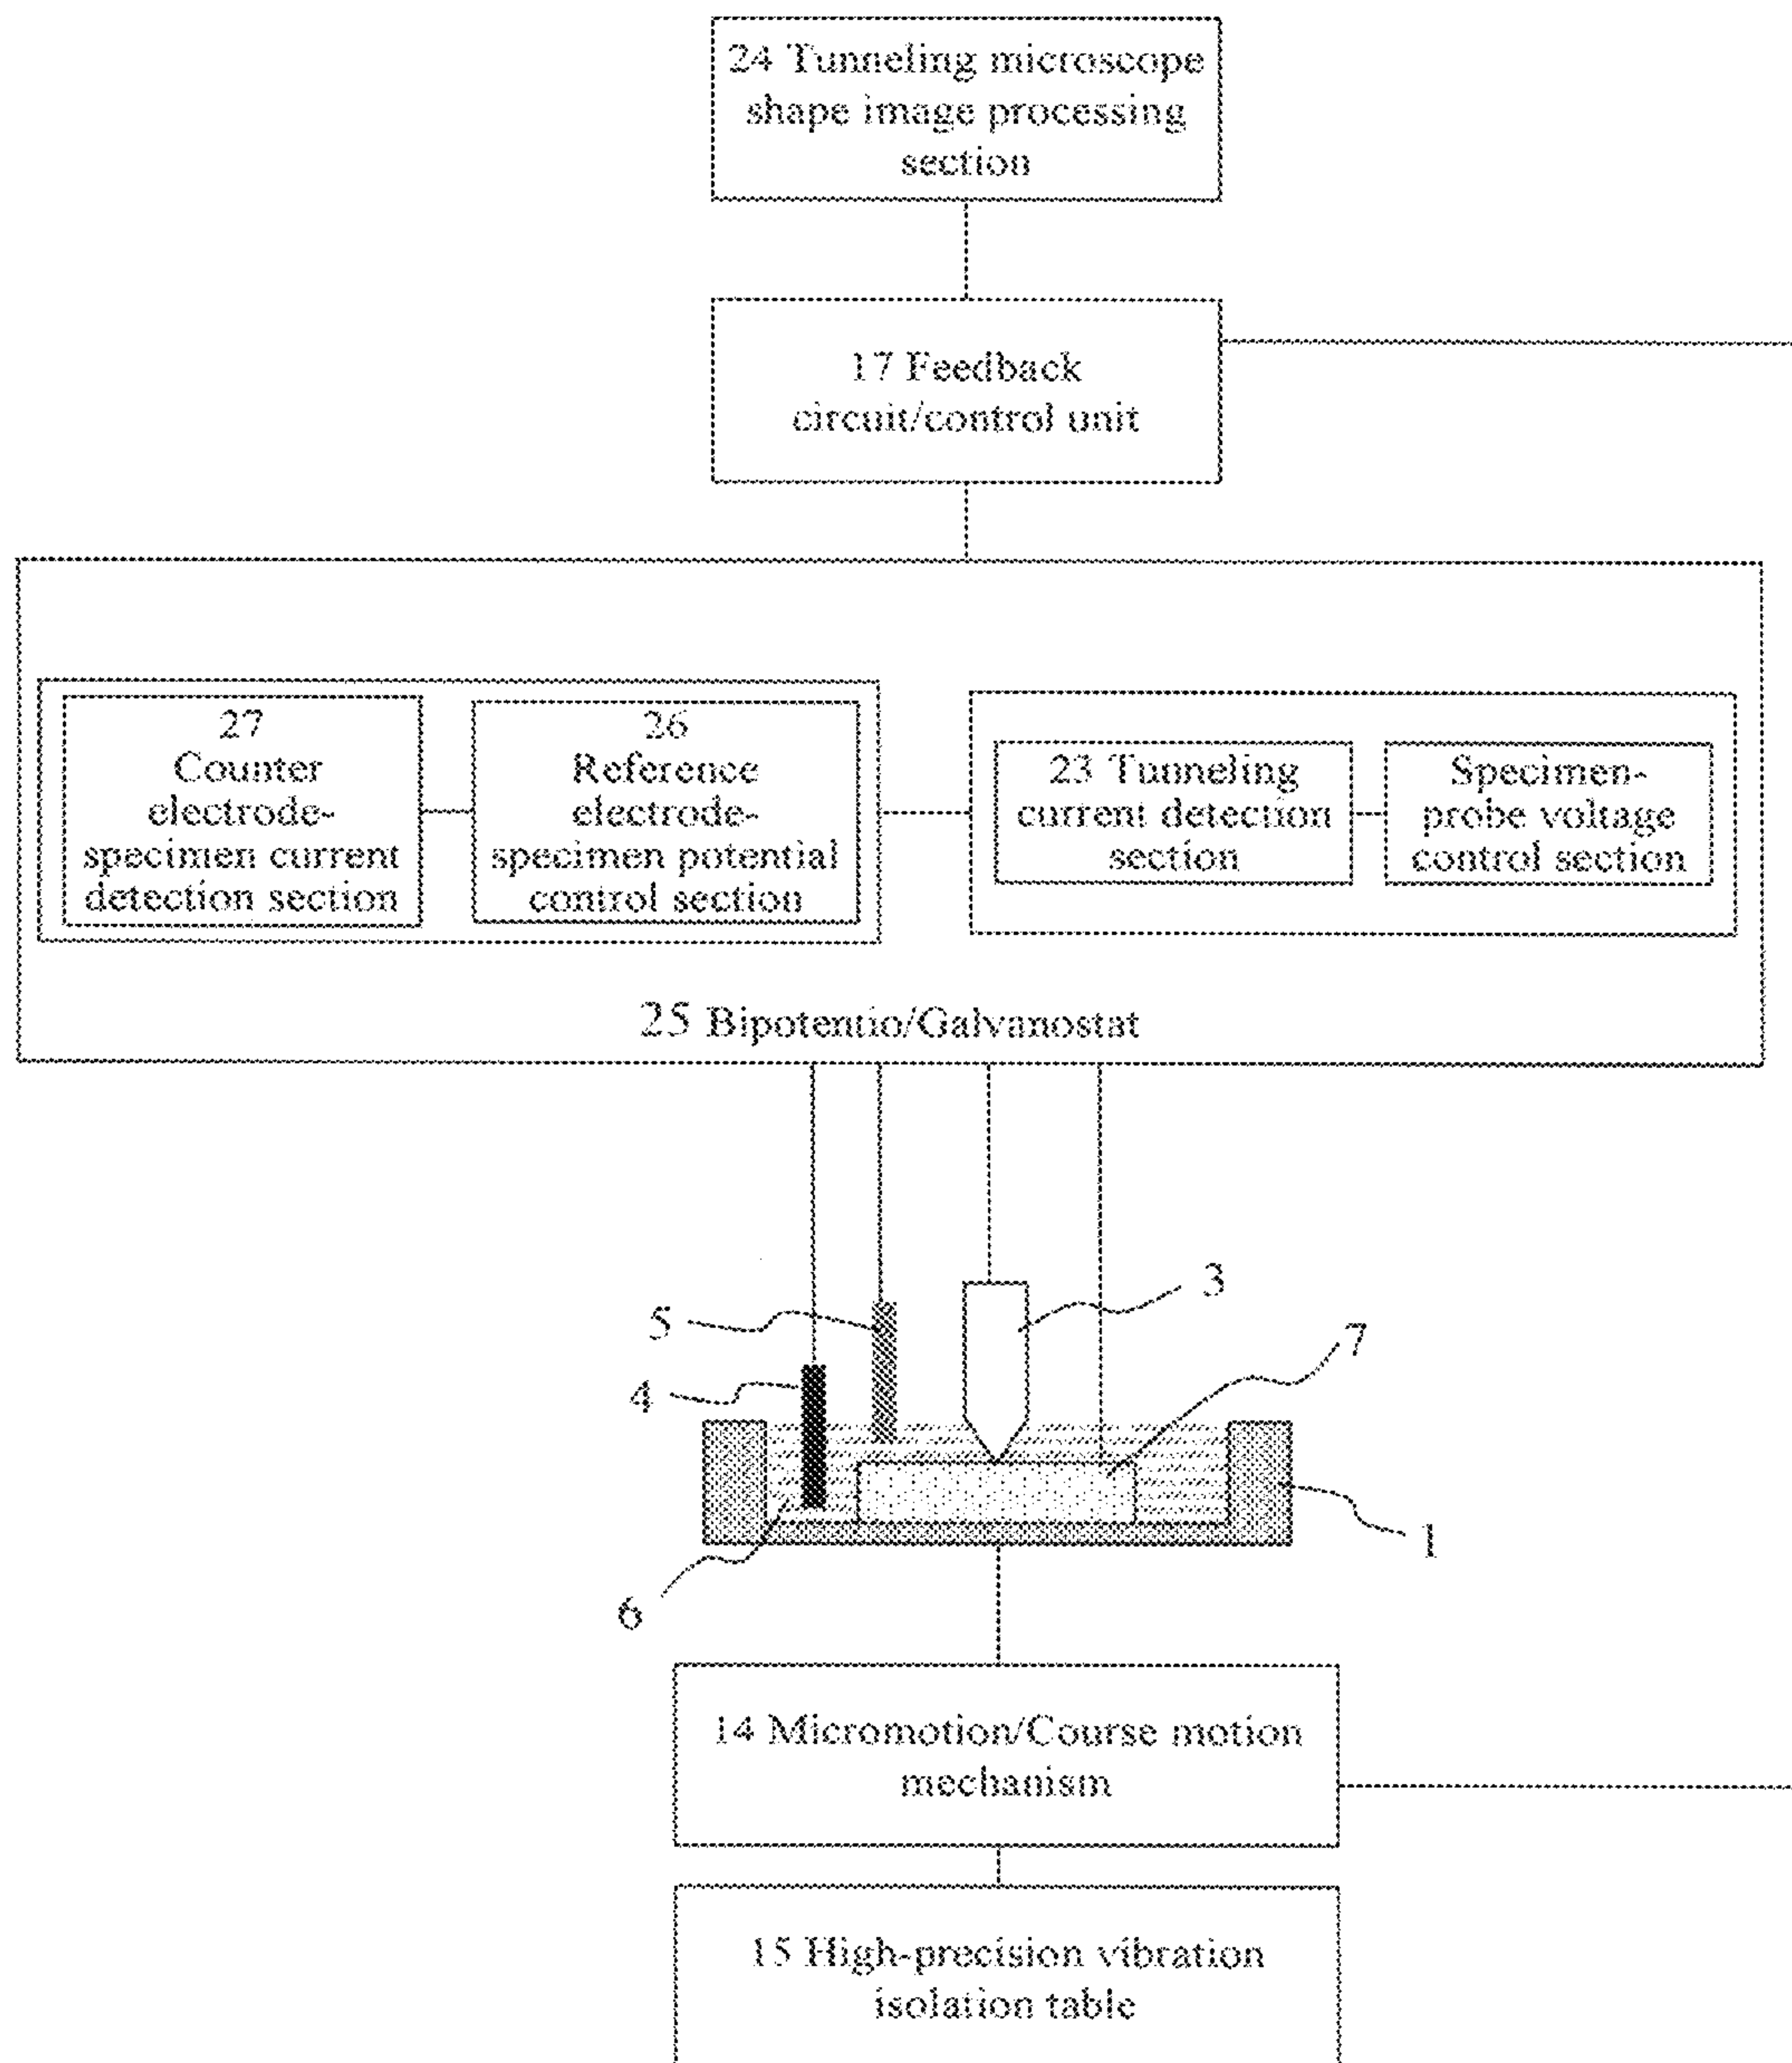 24 Tunneling microscope
shape image processing
section
17 Feedback
circuit/control unit
27
Counter
electrode-
specimen current
detection section
26
Reference
electrode-
specimen potential
control section
23 Tunneling
current detection
section
Specimen-
probe voltage
control section
25 Bipotentio/Galvanostat
3
5
7
4
1
6
14 Micromotion/Course motion
mechanism
15 High-precision vibration
isolation table